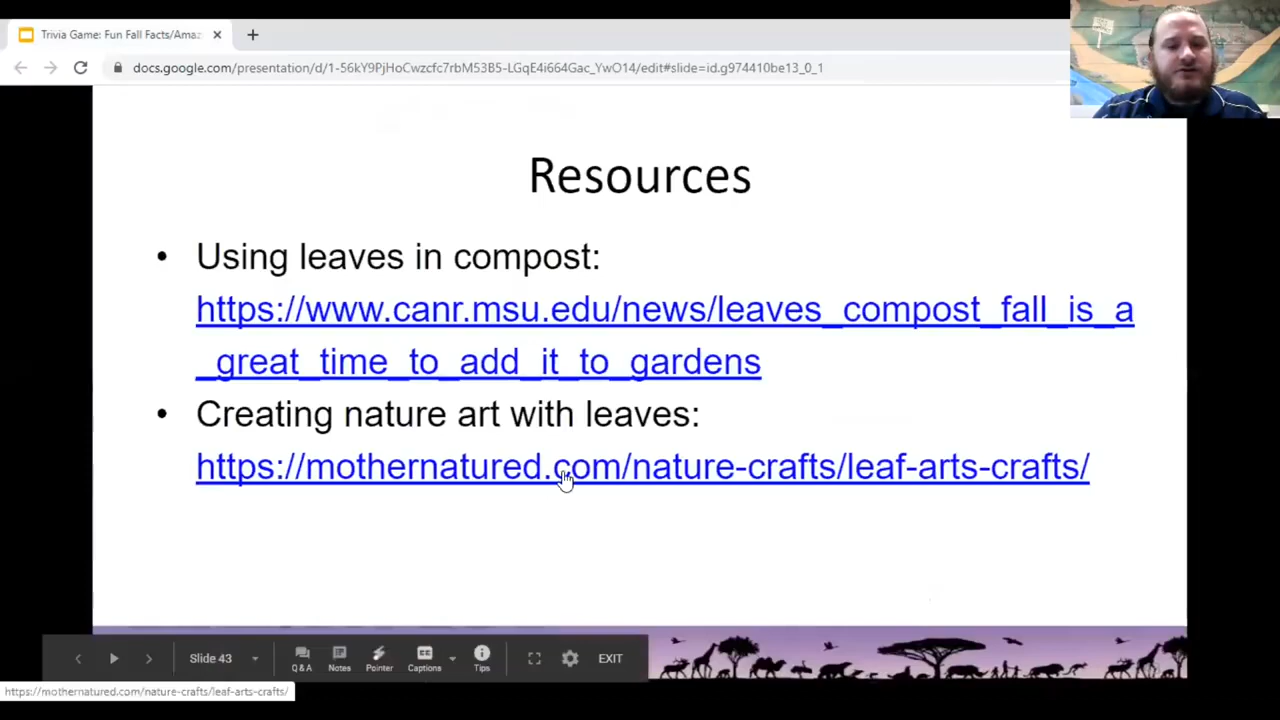 Trivia Game: Fun Fall Facts/Amaz
docs.google.com/presentation/d/1-56kY9PjHoCwzcfc7rbM53B5-LGqE4i664Gac_YwO14/edit#slide=id.g974410be13_0_1
Resources
• Using leaves in compost:
https://www.canr.msu.edu/news/leaves_compost_fall_is_a
_great_time_to_add_it_to_gardens
• Creating nature art with leaves:
https://mothernatured.com/nature-crafts/leaf-arts-crafts/
Slide 43
Q & A
Notes
Pointer
Captions
Tips
EXIT
https://mothernatured.com/nature-crafts/leaf-arts-crafts/